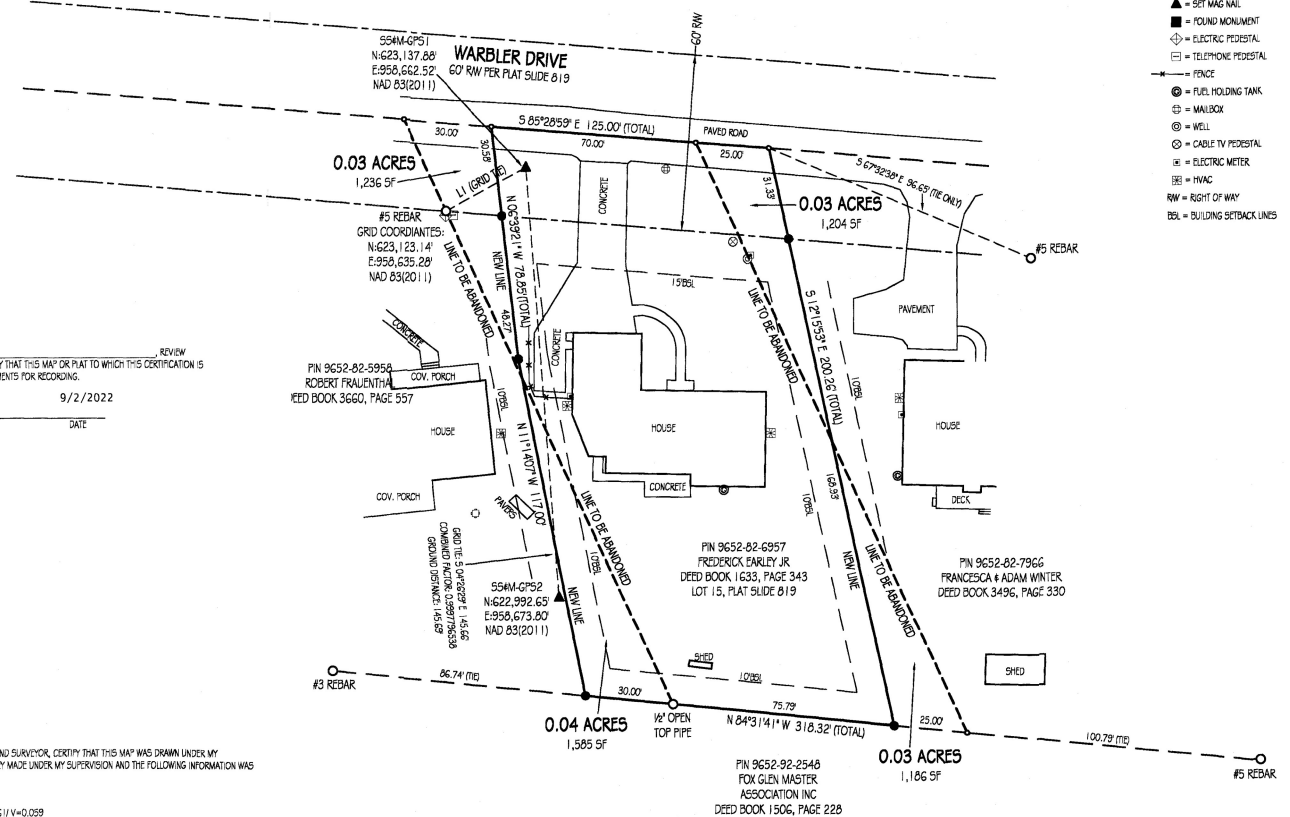 ▲ = SET MAG NAIL
■ = FOUND MONUMENT
= ELECTRIC PEDESTAL
= TELEPHONE PEDESTAL
= FENCE
= FUEL HOLDING TANK
= MAILBOX
= WELL
= CABLE TV PEDESTAL
= ELECTRIC METER
= HVAC
R/W = RIGHT OF WAY
BSL = BUILDING SETBACK LINES
60' R/W
SS#M-GPS1
N:623,137.88'
E:958,662.52'
NAD 83(2011)
WARBLER DRIVE
60' R/W PER PLAT SLIDE 819
30.00'
S 85°28'59" E 125.00' (TOTAL)
70.00'
PAVED ROAD
25.00'
0.03 ACRES
1,236 SF
30.58'
L1 (GRID TIE)
CONCRETE
31.33'
S 67°32'38" E 96.65' (TIE ONLY)
0.03 ACRES
1,204 SF
#5 REBAR
GRID COORDIANTES:
N:623,123.14'
E:958,635.28'
NAD 83(2011)
#5 REBAR
LINE TO BE ABANDONED
NEW LINE
N 06°39'21" W 78.85' (TOTAL)
48.27'
15'BSL
LINE TO BE ABANDONED
S 12°15'53" E 200.26' (TOTAL)
PAVEMENT
CONCRETE
CONCRETE
, REVIEW
Y THAT THIS MAP OR PLAT TO WHICH THIS CERTIFICATION IS
MENTS FOR RECORDING.
9/2/2022
DATE
PIN 9652-82-5958
ROBERT FRAUENTHA
DEED BOOK 3660, PAGE 557
COV. PORCH
10'BSL
10'BSL
HOUSE
HOUSE
HOUSE
COV. PORCH
CONCRETE
DECK
PAVERS
N 11°14'07" W 117.00'
LINE TO BE ABANDONED
10'BSL
10'BSL
168.93'
GRID TIE: S 04°26'29" E 145.66'
COMBINED FACTOR: 0.9997796538
GROUND DISTANCE: 145.69'
SS#M-GPS2
N:622,992.65'
E:958,673.80'
NAD 83(2011)
NEW LINE
PIN 9652-82-6957
FREDERICK EARLEY JR
DEED BOOK 1633, PAGE 343
LOT 15, PLAT SLIDE 819
NEW LINE
LINE TO BE ABANDONED
PIN 9652-82-7966
FRANCESCA & ADAM WINTER
DEED BOOK 3496, PAGE 330
SHED
10'BSL
SHED
#3 REBAR
86.74' (TIE)
30.00'
75.79'
N 84°31'41" W 318.32' (TOTAL)
25.00'
100.79' (TIE)
#5 REBAR
0.04 ACRES
1,585 SF
1/2" OPEN
TOP PIPE
0.03 ACRES
1,186 SF
PIN 9652-92-2548
FOX GLEN MASTER
ASSOCIATION INC
DEED BOOK 1506, PAGE 228
ND SURVEYOR, CERTIFY THAT THIS MAP WAS DRAWN UNDER MY
Y MADE UNDER MY SUPERVISION AND THE FOLLOWING INFORMATION WAS
V=0.059